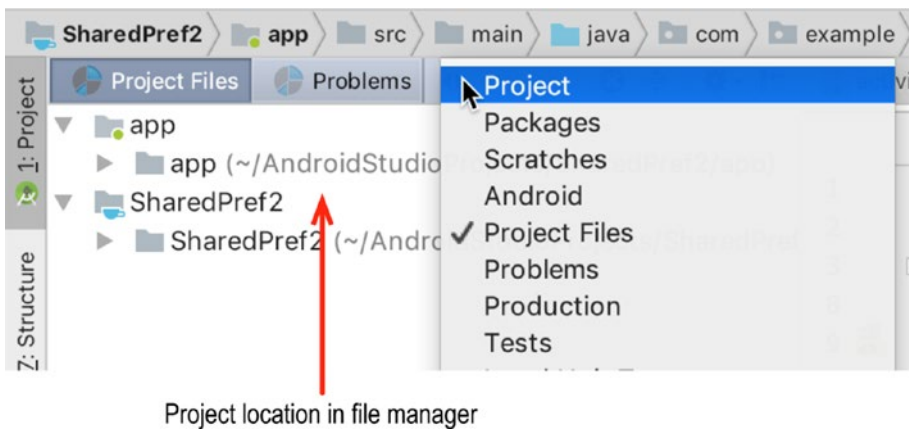 SharedPref2 app src main java com example
1: Project
Z: Structure
Project Files Problems
app
app (~/AndroidStudio
SharedPref2
SharedPref2 (~/Andro
Project
Packages
Scratches
Android
Project Files
Problems
Production
Tests
Project location in file manager